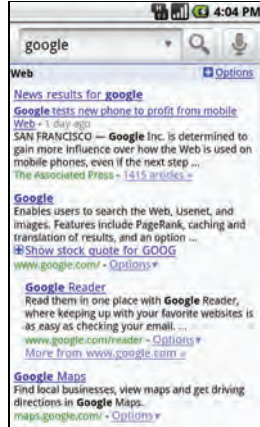 4:04 PM
google
Web Options
News results for google
Google tests new phone to profit from mobile
Web - 1 day ago
SAN FRANCISCO — Google Inc. is determined to
gain more influence over how the Web is used on
mobile phones, even if the next step ...
The Associated Press - 1415 articles »
Google
Enables users to search the Web, Usenet, and
images. Features include PageRank, caching and
translation of results, and an option ...
Show stock quote for GOOG
www.google.com/ - Options
Google Reader
Read them in one place with Google Reader,
where keeping up with your favorite websites is
as easy as checking your email. ...
www.google.com/reader - Options
More from www.google.com »
Google Maps
Find local businesses, view maps and get driving
directions in Google Maps.
maps.google.com/ - Options